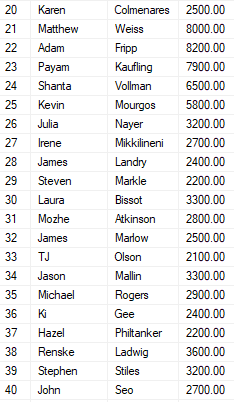 20 Karen Colmenares 2500.00
21 Matthew Weiss 8000.00
22 Adam Fripp 8200.00
23 Payam Kaufling 7900.00
24 Shanta Vollman 6500.00
25 Kevin Mourgos 5800.00
26 Julia Nayer 3200.00
27 Irene Mikkilineni 2700.00
28 James Landry 2400.00
29 Steven Markle 2200.00
30 Laura Bissot 3300.00
31 Mozhe Atkinson 2800.00
32 James Marlow 2500.00
33 TJ Olson 2100.00
34 Jason Mallin 3300.00
35 Michael Rogers 2900.00
36 Ki Gee 2400.00
37 Hazel Philtanker 2200.00
38 Renske Ladwig 3600.00
39 Stephen Stiles 3200.00
40 John Seo 2700.00